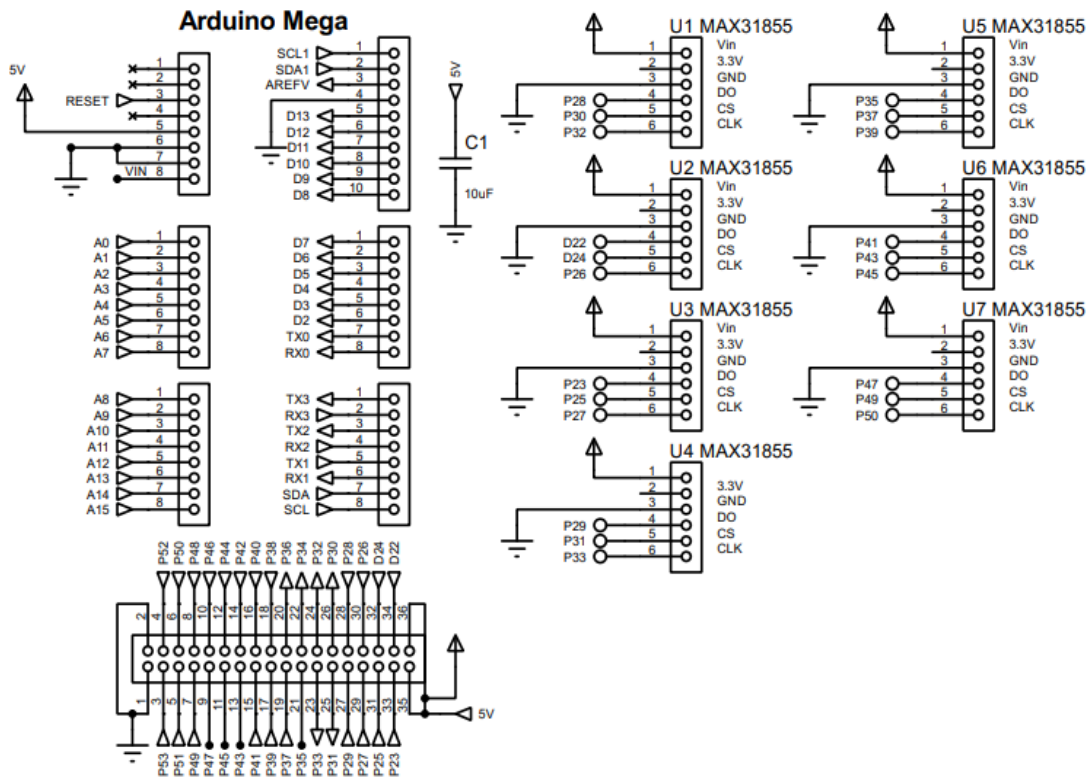 Arduino Mega
5V
1
2
RESET 3
4
5
6
7
VIN 8
SCL1 1
SDA1 2
AREFV 3
4
D13 5
D12 6
D11 7
D10 8
D9 9
D8 10
5V
C1
10uF
A0 1
A1 2
A2 3
A3 4
A4 5
A5 6
A6 7
A7 8
D7 1
D6 2
D5 3
D4 4
D3 5
D2 6
TX0 7
RX0 8
A8 1
A9 2
A10 3
A11 4
A12 5
A13 6
A14 7
A15 8
TX3 1
RX3 2
TX2 3
RX2 4
TX1 5
RX1 6
SDA 7
SCL 8
P52 P50 P48 P46 P44 P42 P40 P38 P36 P34 P32 P30 P28 P26 D24 D22
2 4 6 8 10 12 14 16 18 20 22 24 26 28 30 32 34 36
1 3 5 7 9 11 13 15 17 19 21 23 25 27 29 31 33 35
5V
P53 P51 P49 P47 P45 P43 P41 P39 P37 P35 P33 P31 P29 P27 P25 P23
U1 MAX31855
1 Vin
2 3.3V
3 GND
P28 4 DO
P30 5 CS
P32 6 CLK
U2 MAX31855
1 Vin
2 3.3V
3 GND
D22 4 DO
D24 5 CS
P26 6 CLK
U3 MAX31855
1 Vin
2 3.3V
3 GND
P23 4 DO
P25 5 CS
P27 6 CLK
U4 MAX31855
1
2 3.3V
3 GND
P29 4 DO
P31 5 CS
P33 6 CLK
U5 MAX31855
1 Vin
2 3.3V
3 GND
P35 4 DO
P37 5 CS
P39 6 CLK
U6 MAX31855
1 Vin
2 3.3V
3 GND
P41 4 DO
P43 5 CS
P45 6 CLK
U7 MAX31855
1 Vin
2 3.3V
3 GND
P47 4 DO
P49 5 CS
P50 6 CLK